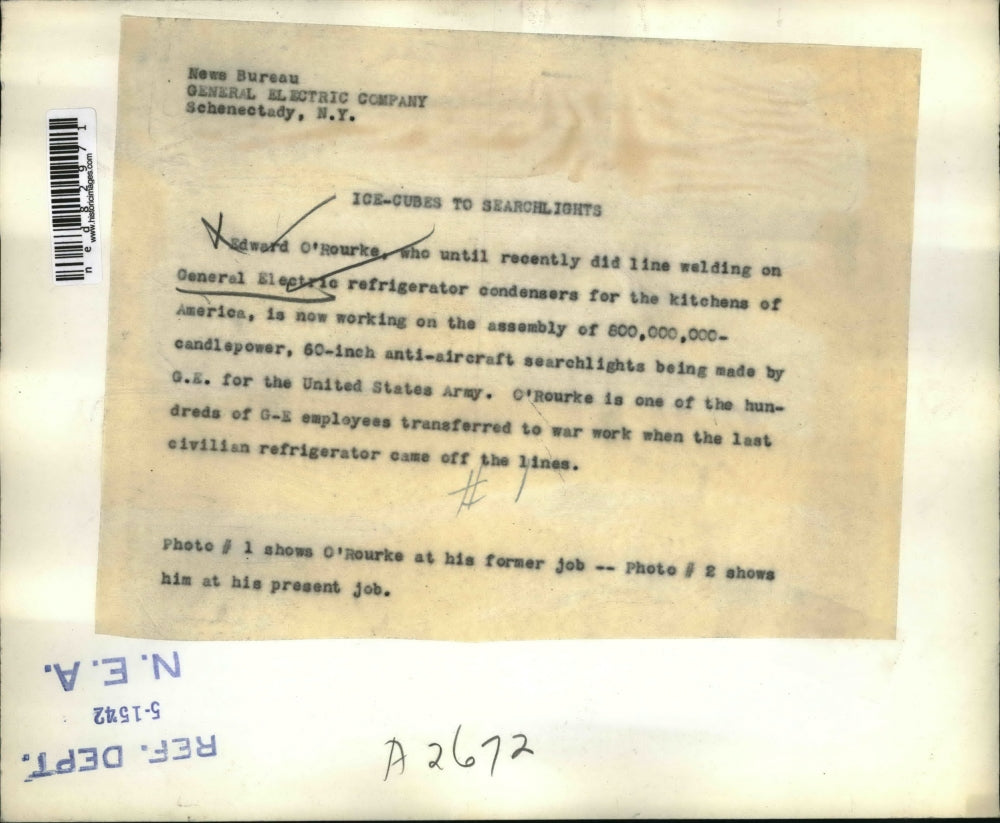 News Bureau
GENERAL ELECTRIC COMPANY
Schenectady, N.Y.
ICE-CUBES TO SEARCHLIGHTS
Edward O'Rourke, who until recently did line welding on
General Electric refrigerator condensers for the kitchens of
America, is now working on the assembly of 800,000,000-
candlepower, 60-inch anti-aircraft searchlights being made by
G.E. for the United States Army. O'Rourke is one of the hun-
dreds of G-E employees transferred to war work when the last
civilian refrigerator came off the lines.
# 1
Photo # 1 shows O'Rourke at his former job -- Photo # 2 shows
him at his present job.
ned82971
www.historicimages.com
REF. DEPT.
5-1542
N.E.A.
A2672